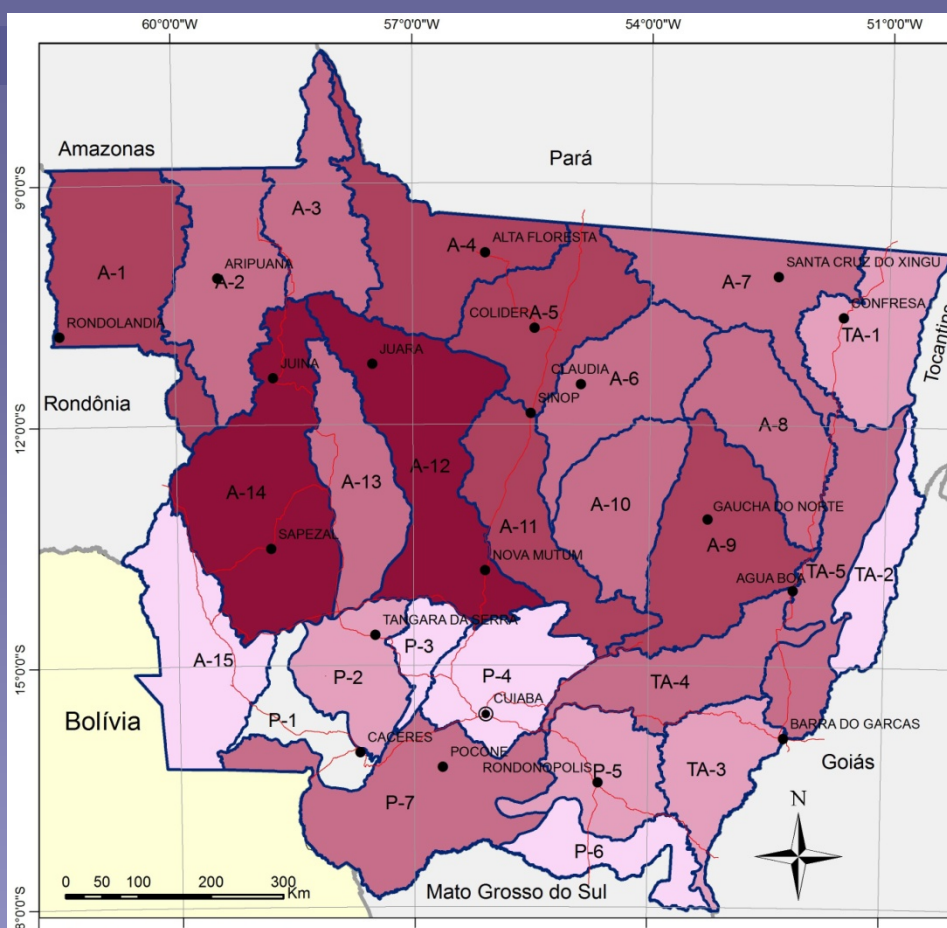 60°0'0"W
57°0'0"W
54°0'0"W
51°0'0"W
Amazonas
Pará
9°0'0"S
A-3
A-4
ALTA FLORESTA
A-1
ARIPUANA
A-2
A-7
SANTA CRUZ DO XINGU
COLIDER
A-5
CONFRESA
TA-1
RONDOLANDIA
Tocantins
JUINA
JUARA
CLAUDIA
A-6
SINOP
Rondônia
12°0'0"S
A-8
A-12
A-13
A-14
A-10
GAUCHA DO NORTE
A-11
SAPEZAL
A-9
NOVA MUTUM
AGUA BOA
TA-5
TA-2
TANGARA DA SERRA
P-3
A-15
P-2
P-4
15°0'0"S
TA-4
CUIABA
Bolívia
P-1
CACERES
POCONE
BARRA DO GARCAS
RONDONOPOLIS
P-5
TA-3
Goiás
P-7
N
P-6
0 50 100 200 300
Km
Mato Grosso do Sul
8°0'0"S